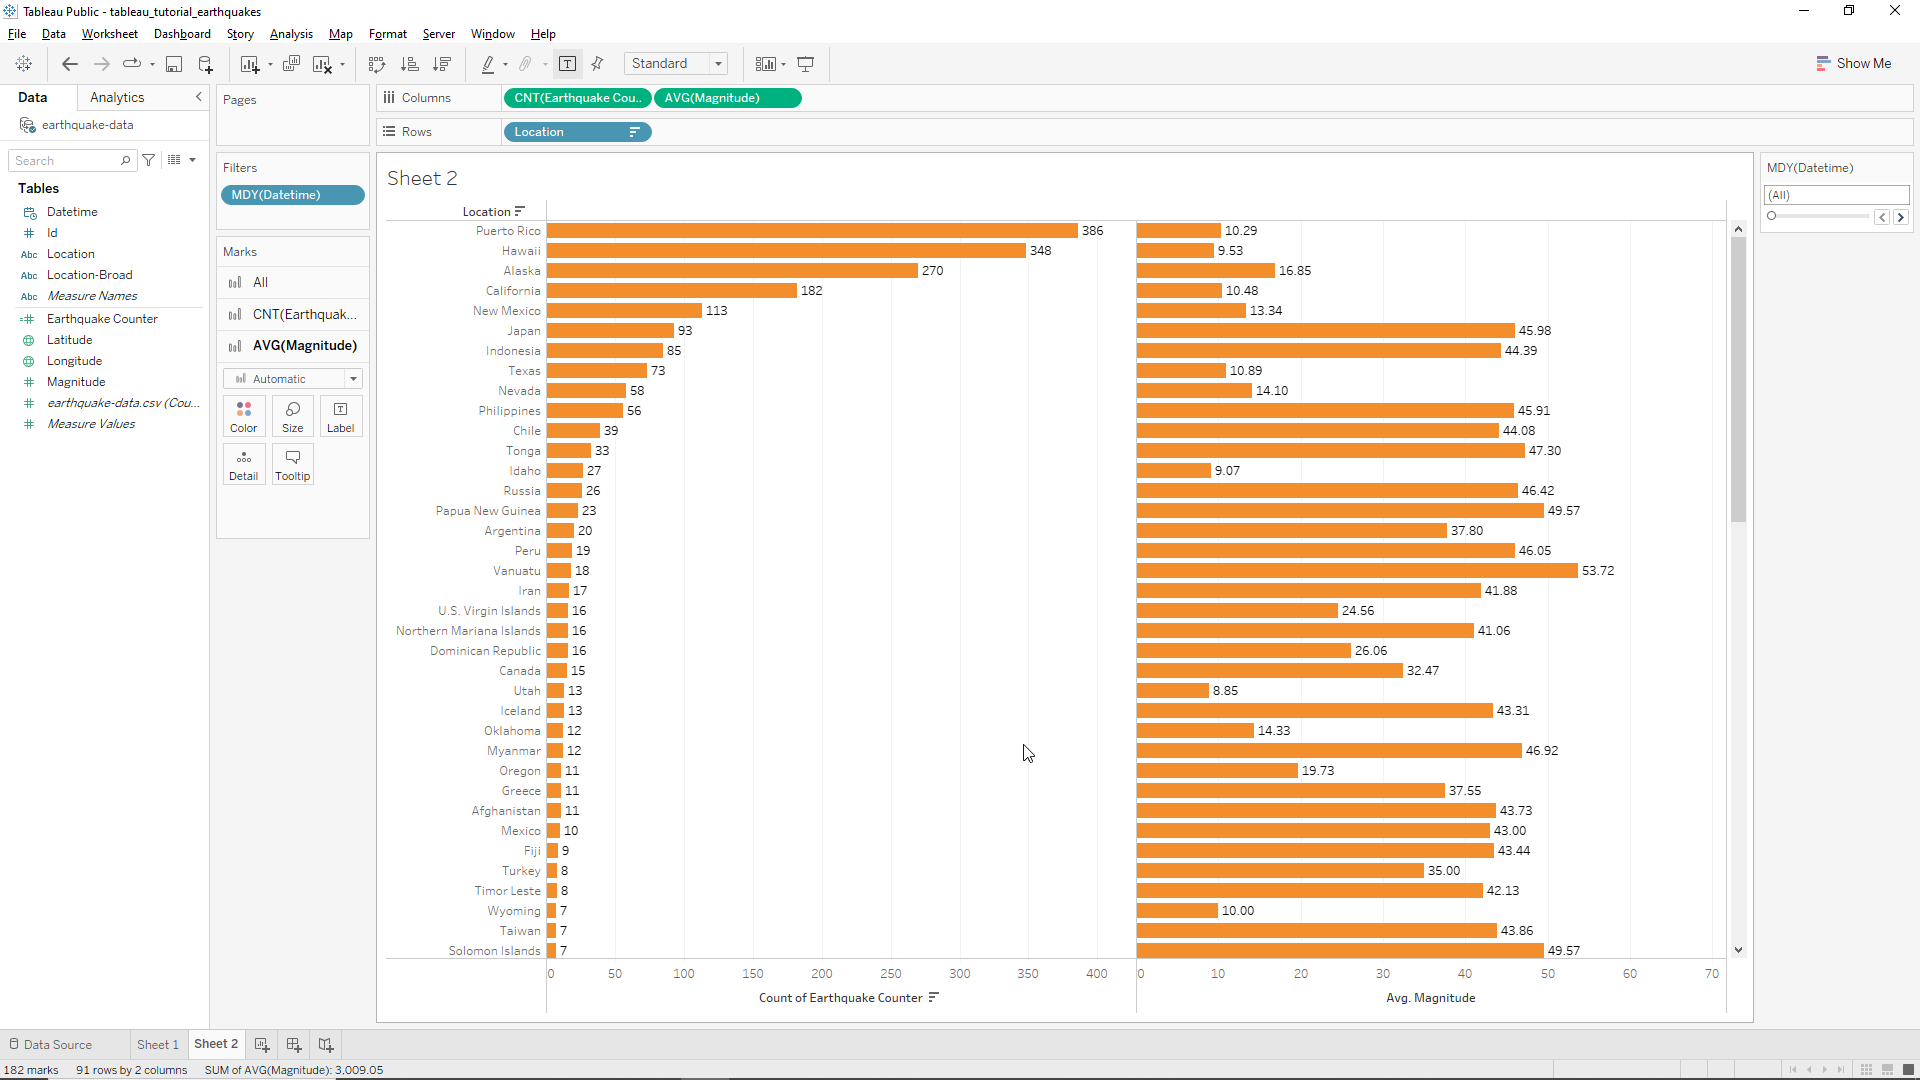 Tableau Public - tableau_tutorial_earthquakes
File Data Worksheet Dashboard Story Analysis Map Format Server Window Help
Standard
Show Me
Data Analytics
earthquake-data
Search
Tables
Datetime
Id
Abc Location
Abc Location-Broad
Abc Measure Names
Earthquake Counter
Latitude
Longitude
Magnitude
earthquake-data.csv (Cou...
Measure Values
Pages
Filters
MDY(Datetime)
Marks
All
CNT(Earthquak...
AVG(Magnitude)
Automatic
Color Size Label
Detail Tooltip
Columns CNT(Earthquake Cou.. AVG(Magnitude)
Rows Location
Sheet 2
Location
Puerto Rico 386 10.29
Hawaii 348 9.53
Alaska 270 16.85
California 182 10.48
New Mexico 113 13.34
Japan 93 45.98
Indonesia 85 44.39
Texas 73 10.89
Nevada 58 14.10
Philippines 56 45.91
Chile 39 44.08
Tonga 33 47.30
Idaho 27 9.07
Russia 26 46.42
Papua New Guinea 23 49.57
Argentina 20 37.80
Peru 19 46.05
Vanuatu 18 53.72
Iran 17 41.88
U.S. Virgin Islands 16 24.56
Northern Mariana Islands 16 41.06
Dominican Republic 16 26.06
Canada 15 32.47
Utah 13 8.85
Iceland 13 43.31
Oklahoma 12 14.33
Myanmar 12 46.92
Oregon 11 19.73
Greece 11 37.55
Afghanistan 11 43.73
Mexico 10 43.00
Fiji 9 43.44
Turkey 8 35.00
Timor Leste 8 42.13
Wyoming 7 10.00
Taiwan 7 43.86
Solomon Islands 7 49.57
0 50 100 150 200 250 300 350 400 0 10 20 30 40 50 60 70
Count of Earthquake Counter Avg. Magnitude
MDY(Datetime)
(All)
Data Source Sheet 1 Sheet 2
182 marks 91 rows by 2 columns SUM of AVG(Magnitude): 3,009.05